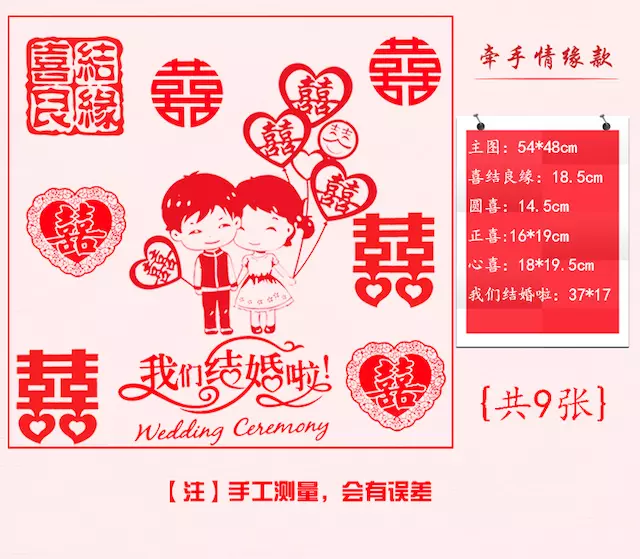 喜结
良緣
囍
囍
囍
囍
囍
囍
囍
囍
囍
囍
囍
我们结婚啦!
Wedding Ceremony
牵手情缘款
主图：54*48cm
喜结良缘：18.5cm
圆喜：14.5cm
正喜:16*19cm
心喜：18*19.5cm
我们结婚啦：37*17
{共9张}
【注】手工测量，会有误差